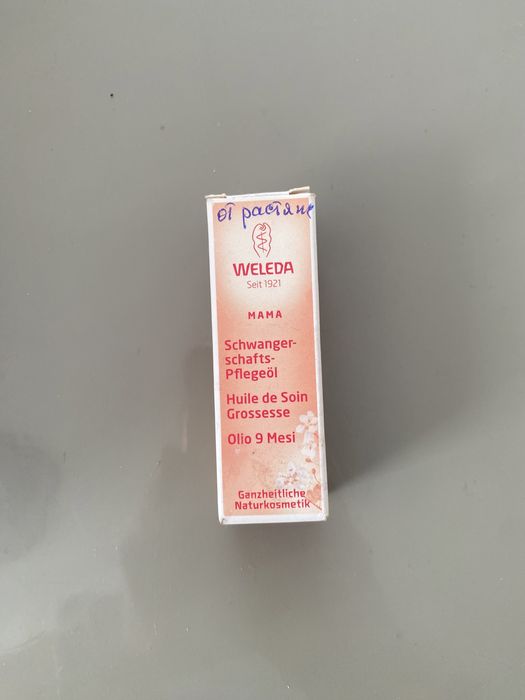 от растяж
WELEDA
Seit 1921
MAMA
Schwanger-
schafts-
Pflegeöl
Huile de Soin
Grossesse
Olio 9 Mesi
Ganzheitliche
Naturkosmetik